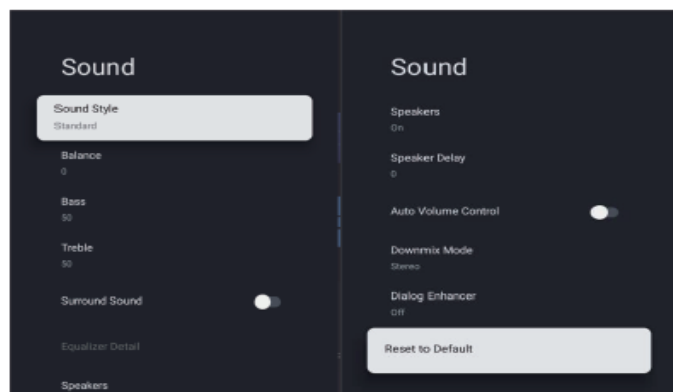 Sound
Sound Style
Standard
Balance
0
Bass
50
Treble
50
Surround Sound
Equalizer Detail
Speakers
Sound
Speakers
On
Speaker Delay
0
Auto Volume Control
Downmix Mode
Stereo
Dialog Enhancer
Off
Reset to Default